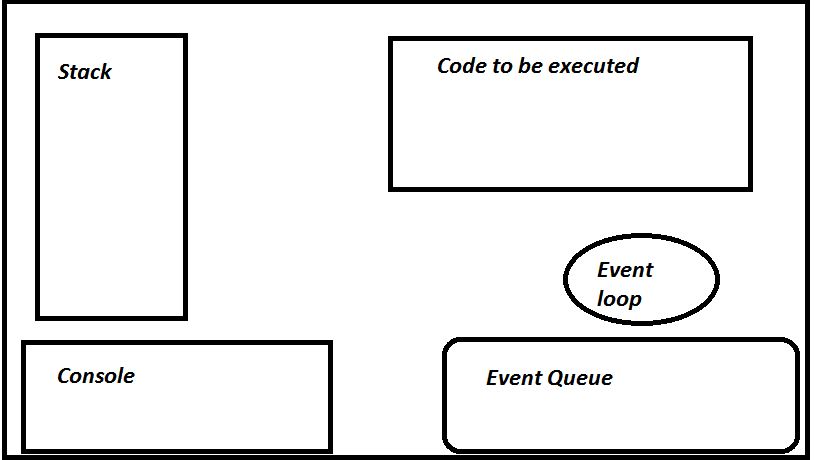 Stack
Code to be executed
Event
loop
Console
Event Queue